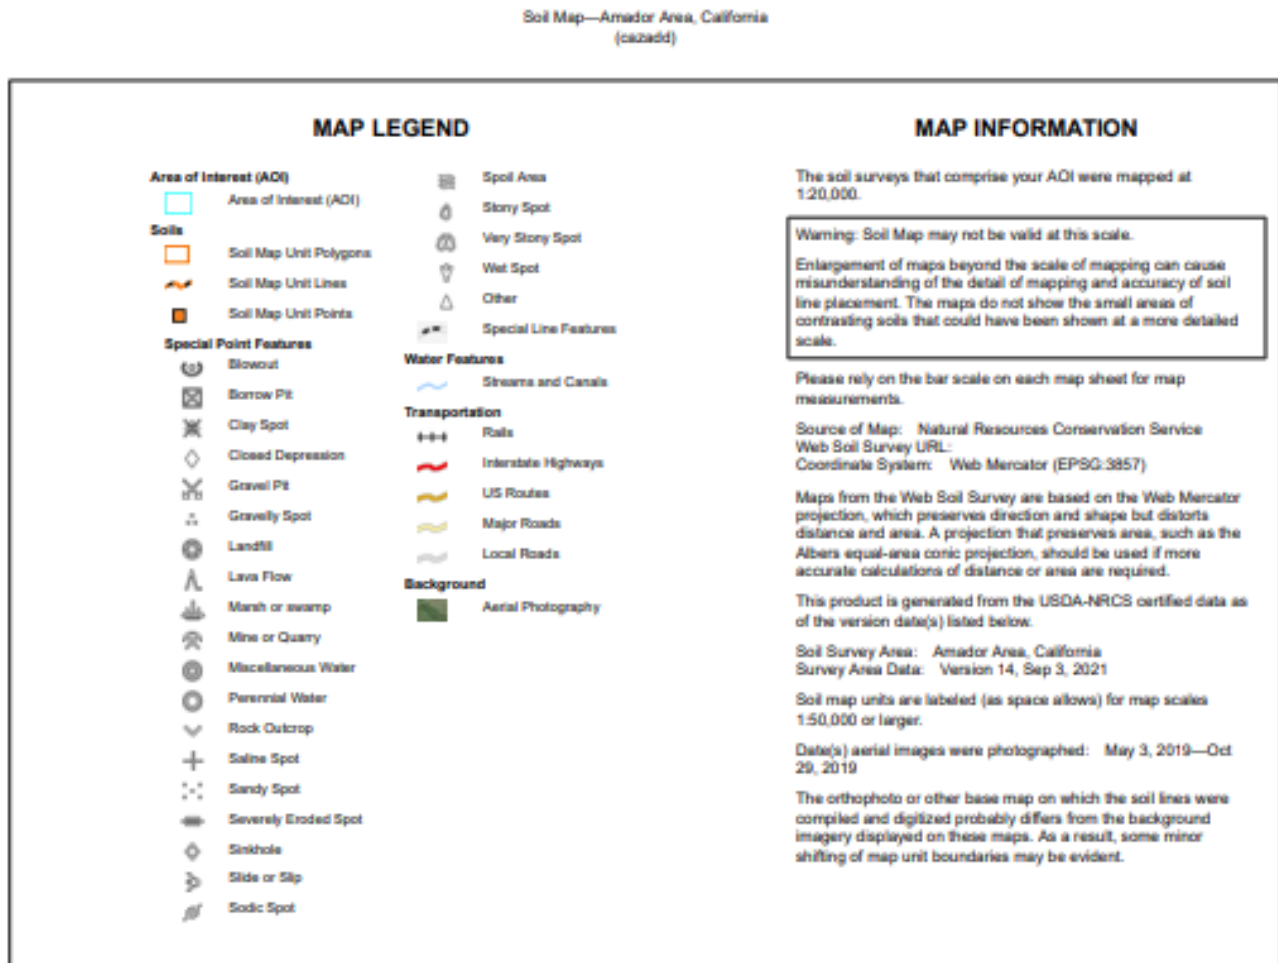 Soil Map—Amador Area, California
(cazadd)
MAP LEGEND
Area of Interest (AOI)
Area of Interest (AOI)
Soils
Soil Map Unit Polygons
Soil Map Unit Lines
Soil Map Unit Points
Special Point Features
Blowout
Borrow Pit
Clay Spot
Closed Depression
Gravel Pit
Gravelly Spot
Landfill
Lava Flow
Marsh or swamp
Mine or Quarry
Miscellaneous Water
Perennial Water
Rock Outcrop
Saline Spot
Sandy Spot
Severely Eroded Spot
Sinkhole
Slide or Slip
Sodic Spot
Spoil Area
Stony Spot
Very Stony Spot
Wet Spot
Other
Special Line Features
Water Features
Streams and Canals
Transportation
Rails
Interstate Highways
US Routes
Major Roads
Local Roads
Background
Aerial Photography
MAP INFORMATION
The soil surveys that comprise your AOI were mapped at
1:20,000.
Warning: Soil Map may not be valid at this scale.
Enlargement of maps beyond the scale of mapping can cause
misunderstanding of the detail of mapping and accuracy of soil
line placement. The maps do not show the small areas of
contrasting soils that could have been shown at a more detailed
scale.
Please rely on the bar scale on each map sheet for map
measurements.
Source of Map: Natural Resources Conservation Service
Web Soil Survey URL:
Coordinate System: Web Mercator (EPSG:3857)
Maps from the Web Soil Survey are based on the Web Mercator
projection, which preserves direction and shape but distorts
distance and area. A projection that preserves area, such as the
Albers equal-area conic projection, should be used if more
accurate calculations of distance or area are required.
This product is generated from the USDA-NRCS certified data as
of the version date(s) listed below.
Soil Survey Area: Amador Area, California
Survey Area Data: Version 14, Sep 3, 2021
Soil map units are labeled (as space allows) for map scales
1:50,000 or larger.
Date(s) aerial images were photographed: May 3, 2019—Oct
29, 2019
The orthophoto or other base map on which the soil lines were
compiled and digitized probably differs from the background
imagery displayed on these maps. As a result, some minor
shifting of map unit boundaries may be evident.